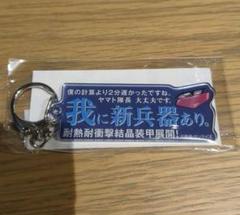 僕の計算より2分遅かったですね。
ヤマト隊長 大丈夫です。
我に新兵器あり。
耐熱耐衝撃結晶装甲展開!